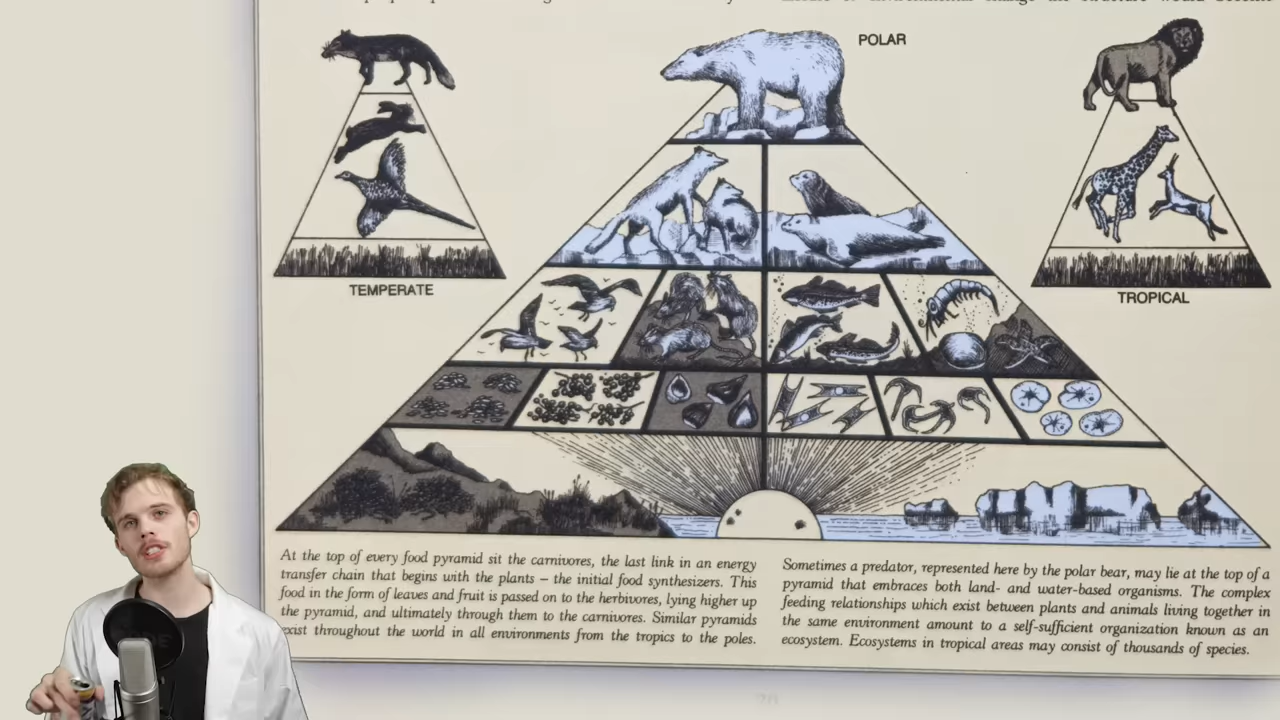 POLAR
TEMPERATE
TROPICAL
At the top of every food pyramid sit the carnivores, the last link in an energy
transfer chain that begins with the plants – the initial food synthesizers. This
food in the form of leaves and fruit is passed on to the herbivores, lying higher up
the pyramid, and ultimately through them to the carnivores. Similar pyramids
exist throughout the world in all environments from the tropics to the poles.
Sometimes a predator, represented here by the polar bear, may lie at the top of a
pyramid that embraces both land- and water-based organisms. The complex
feeding relationships which exist between plants and animals living together in
the same environment amount to a self-sufficient organization known as an
ecosystem. Ecosystems in tropical areas may consist of thousands of species.